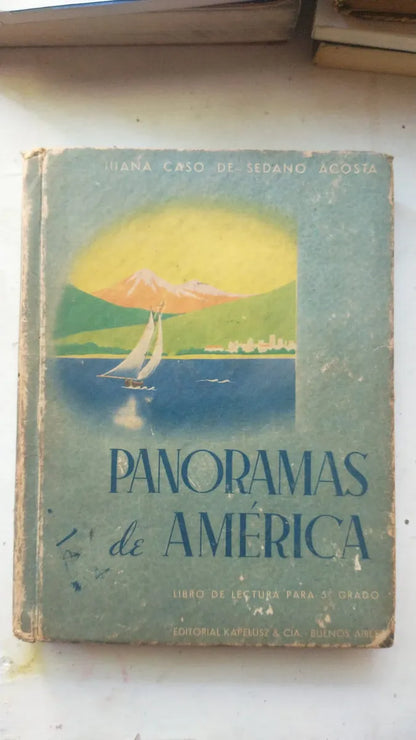 JUANA CASO DE SEDANO ACOSTA
PANORAMAS
de AMÉRICA
LIBRO DE LECTURA PARA 5º GRADO
EDITORIAL KAPELUSZ & CIA. - BUENOS AIRES